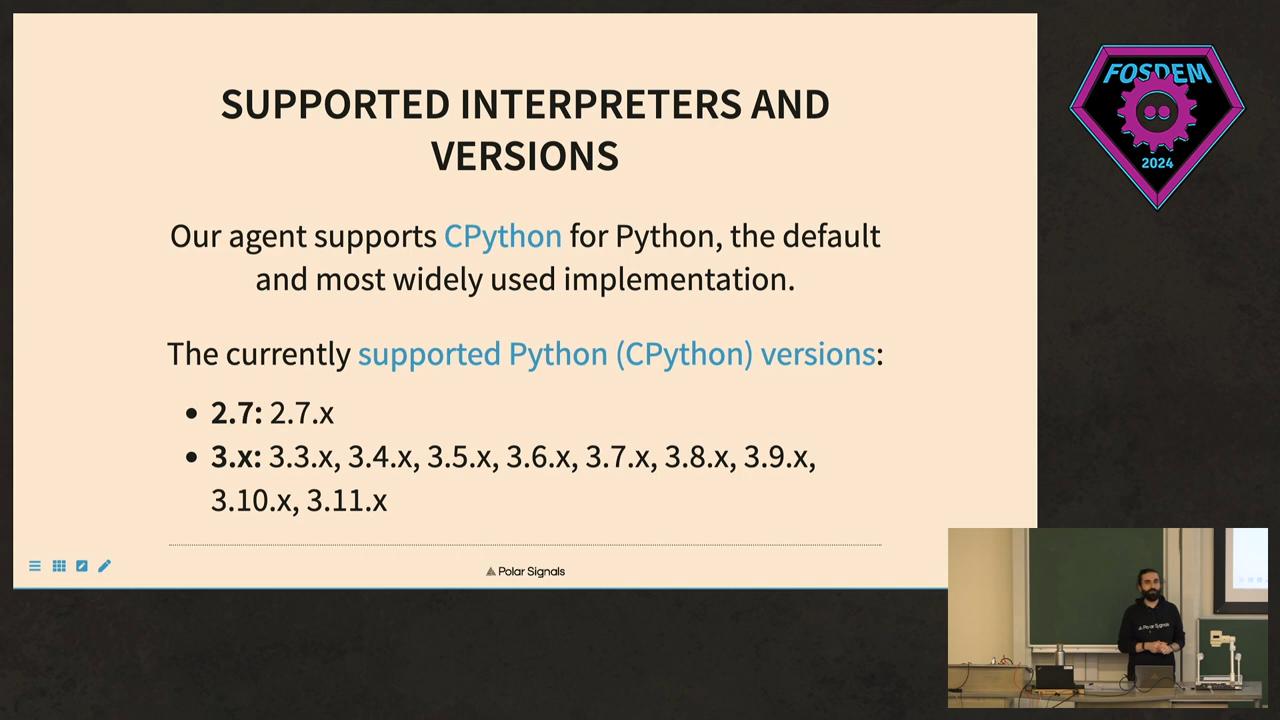 SUPPORTED INTERPRETERS AND
VERSIONS
Our agent supports CPython for Python, the default
and most widely used implementation.
The currently supported Python (CPython) versions:
• 2.7: 2.7.x
• 3.x: 3.3.x, 3.4.x, 3.5.x, 3.6.x, 3.7.x, 3.8.x, 3.9.x,
3.10.x, 3.11.x
Polar Signals
FOSDEM
2024
Polar Signals